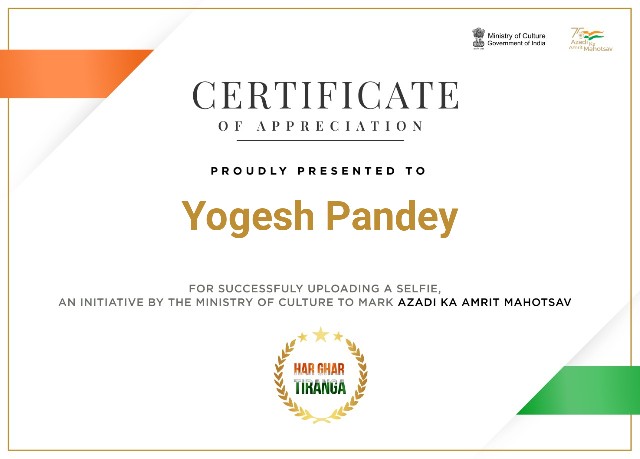 Ministry of Culture
Government of India
75
Azadi Ka
Amrit Mahotsav
CERTIFICATE
OF APPRECIATION
PROUDLY PRESENTED TO
Yogesh Pandey
FOR SUCCESSFULY UPLOADING A SELFIE,
AN INITIATIVE BY THE MINISTRY OF CULTURE TO MARK AZADI KA AMRIT MAHOTSAV
HAR GHAR
TIRANGA